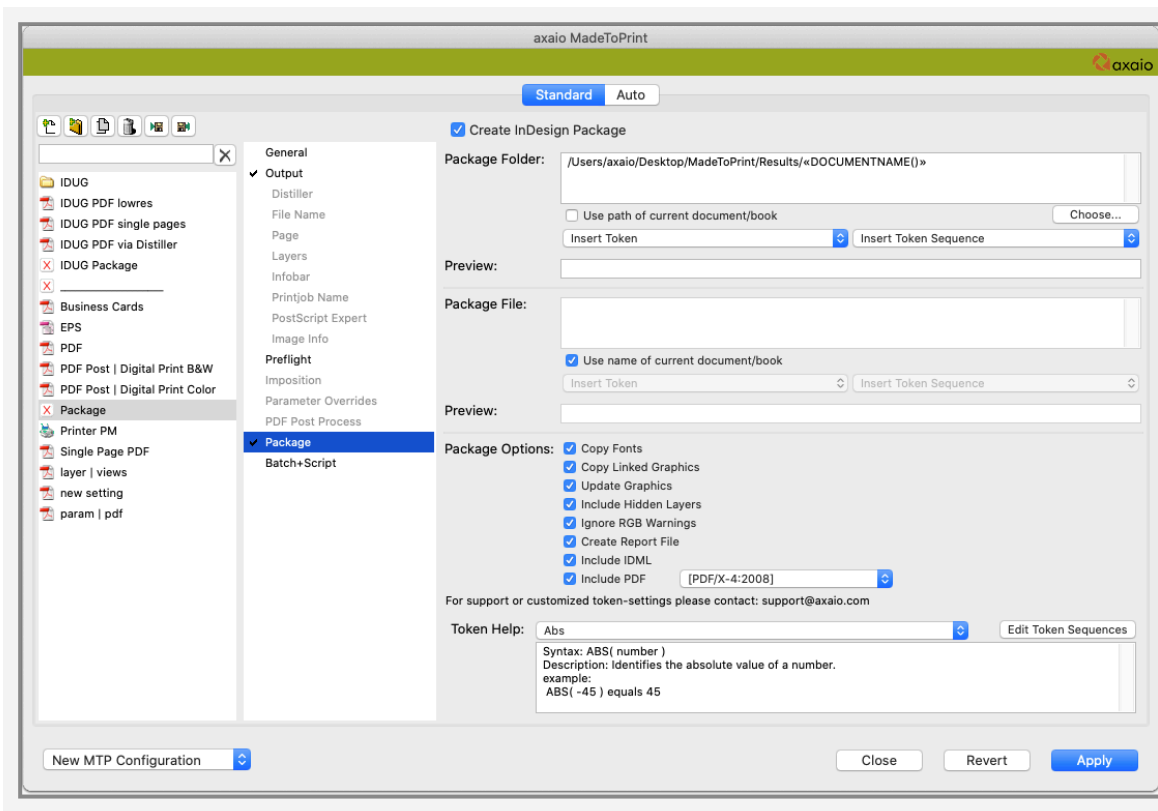 axaio MadeToPrint
axaio
Standard Auto
Create InDesign Package
IDUG
IDUG PDF lowres
IDUG PDF single pages
IDUG PDF via Distiller
IDUG Package
_________________
Business Cards
EPS
PDF
PDF Post | Digital Print B&W
PDF Post | Digital Print Color
Package
Printer PM
Single Page PDF
layer | views
new setting
param | pdf
General
Output
Distiller
File Name
Page
Layers
Infobar
Printjob Name
PostScript Expert
Image Info
Preflight
Imposition
Parameter Overrides
PDF Post Process
Package
Batch+Script
Package Folder: /Users/axaio/Desktop/MadeToPrint/Results/«DOCUMENTNAME()»
Use path of current document/book Choose...
Insert Token Insert Token Sequence
Preview:
Package File:
Use name of current document/book
Insert Token Insert Token Sequence
Preview:
Package Options: Copy Fonts
Copy Linked Graphics
Update Graphics
Include Hidden Layers
Ignore RGB Warnings
Create Report File
Include IDML
Include PDF [PDF/X-4:2008]
For support or customized token-settings please contact: support@axaio.com
Token Help: Abs Edit Token Sequences
Syntax: ABS( number )
Description: Identifies the absolute value of a number.
example:
ABS( -45 ) equals 45
New MTP Configuration Close Revert Apply